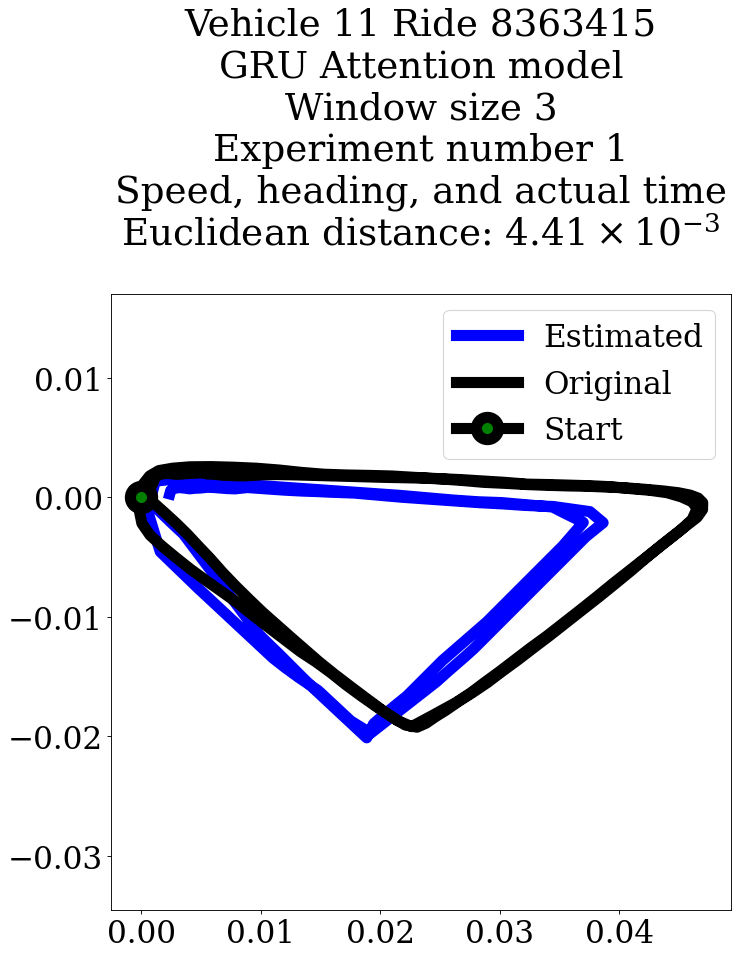 Vehicle 11 Ride 8363415
GRU Attention model
Window size 3
Experiment number 1
Speed, heading, and actual time
Euclidean distance: 4.41 × 10⁻³
Estimated
Original
Start
0.01
0.00
−0.01
−0.02
−0.03
0.00 0.01 0.02 0.03 0.04